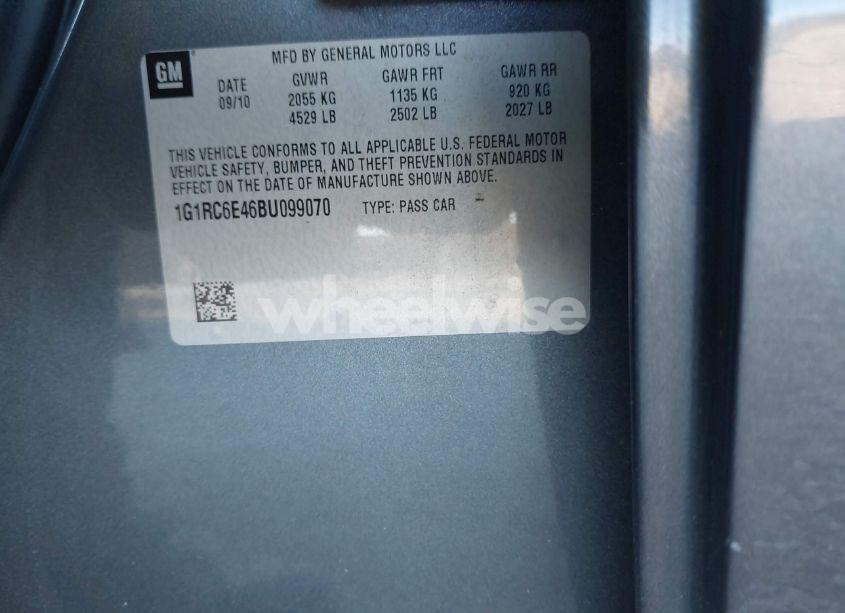 GM
MFD BY GENERAL MOTORS LLC
DATE GVWR GAWR FRT GAWR RR
09/10 2055 KG 1135 KG 920 KG
4529 LB 2502 LB 2027 LB
THIS VEHICLE CONFORMS TO ALL APPLICABLE U.S. FEDERAL MOTOR
VEHICLE SAFETY, BUMPER, AND THEFT PREVENTION STANDARDS IN
EFFECT ON THE DATE OF MANUFACTURE SHOWN ABOVE.
1G1RC6E46BU099070 TYPE: PASS CAR
wheelwise